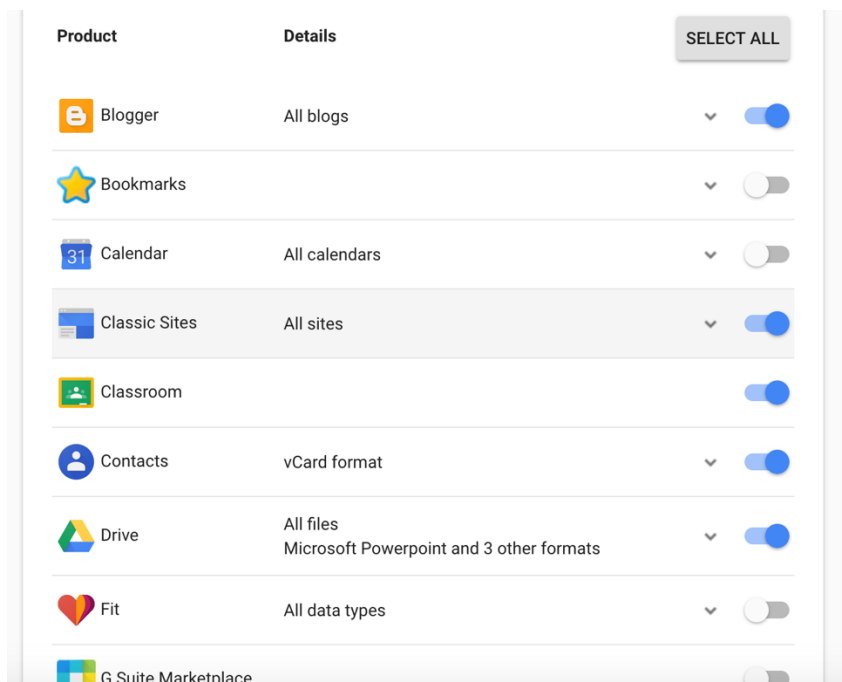 Product Details SELECT ALL
Blogger All blogs
Bookmarks
31 Calendar All calendars
Classic Sites All sites
Classroom
Contacts vCard format
Drive All files
Microsoft Powerpoint and 3 other formats
Fit All data types
G Suite Marketplace